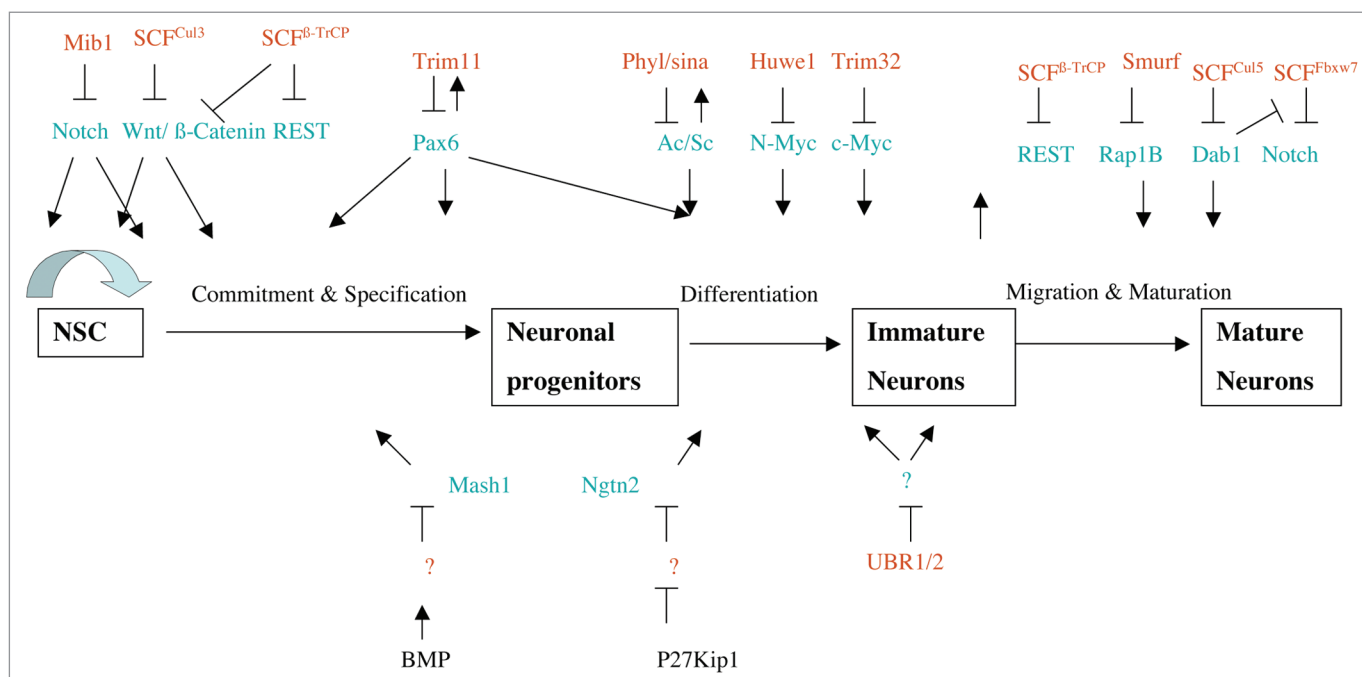 Mib1 SCF^Cul3 SCF^ß-TrCP Trim11 Phyl/sina Huwe1 Trim32 SCF^ß-TrCP Smurf SCF^Cul5 SCF^Fbxw7
Notch Wnt/ ß-Catenin REST Pax6 Ac/Sc N-Myc c-Myc REST Rap1B Dab1 Notch
Commitment & Specification Differentiation Migration & Maturation
NSC
Neuronal
progenitors
Immature
Neurons
Mature
Neurons
Mash1 Ngtn2 ?
? ? UBR1/2
BMP P27Kip1